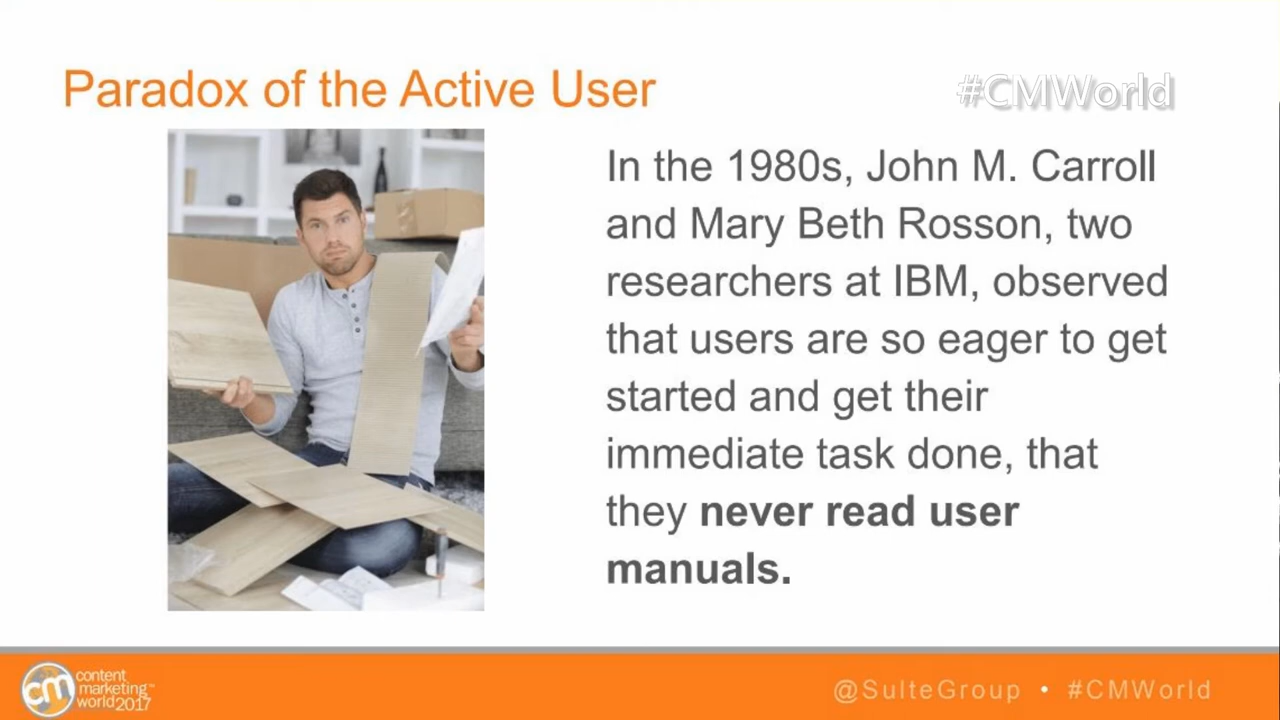 Paradox of the Active User
#CMWorld
In the 1980s, John M. Carroll
and Mary Beth Rosson, two
researchers at IBM, observed
that users are so eager to get
started and get their
immediate task done, that
they never read user
manuals.
cm
content
marketing™
world2017
@SulteGroup • #CMWorld